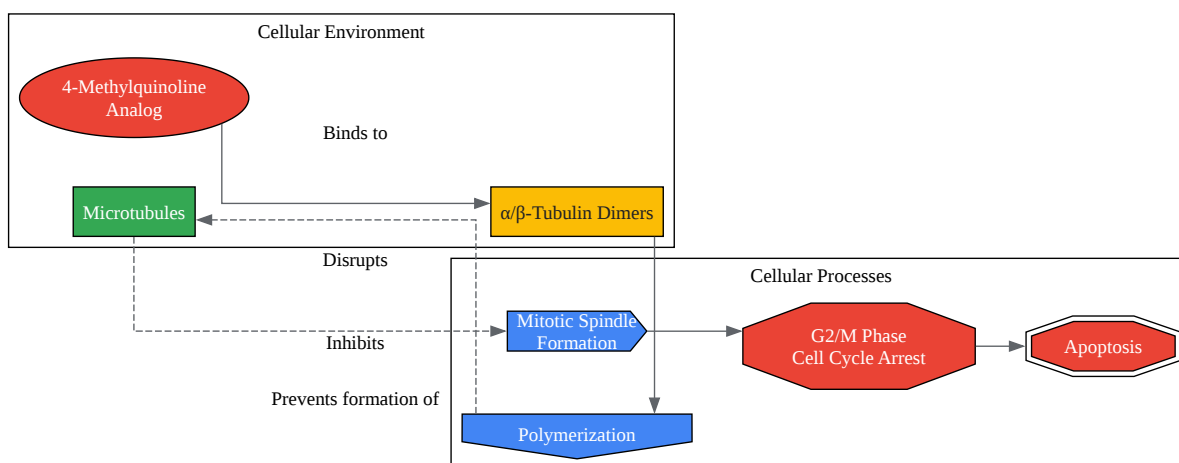 Cellular Environment
4-Methylquinoline
Analog
Binds to
Microtubules
α/β-Tubulin Dimers
Disrupts
Cellular Processes
Mitotic Spindle
Formation
Inhibits
G2/M Phase
Cell Cycle Arrest
Apoptosis
Prevents formation of
Polymerization